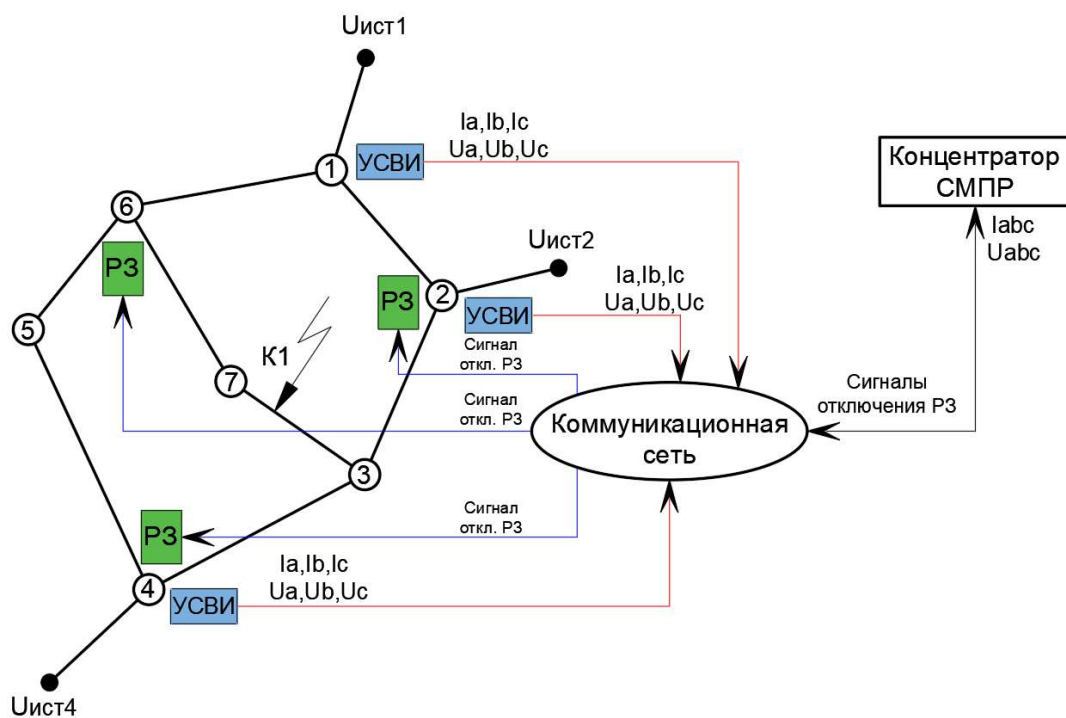 Uист1
Ia,Ib,Ic
Ua,Ub,Uc
УСВИ
1
Концентратор
СМПР
Iabc
Uabc
6
Uист2
РЗ
2
РЗ
Ia,Ib,Ic
Ua,Ub,Uc
УСВИ
5
К1
Сигнал
откл. РЗ
7
Сигнал
откл. РЗ
Сигналы
отключения РЗ
Коммуникационная
сеть
3
РЗ
Сигнал
откл. РЗ
4
Ia,Ib,Ic
Ua,Ub,Uc
УСВИ
Uист4